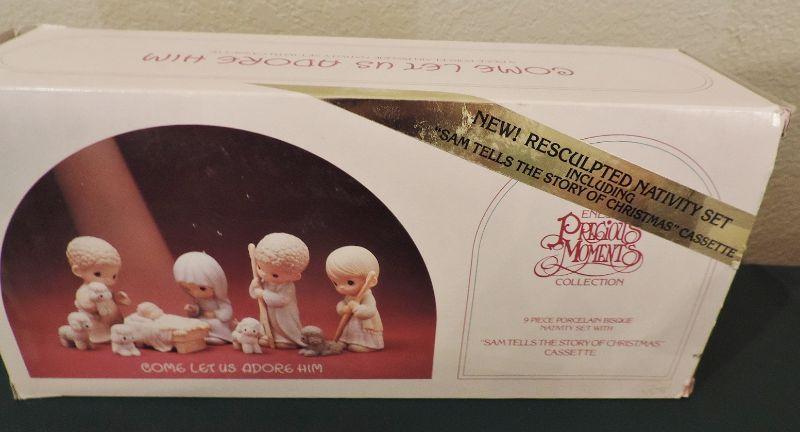 COME LET US ADORE HIM
NEW! RESCULPTED NATIVITY SET
INCLUDING
"SAM TELLS THE STORY OF CHRISTMAS" CASSETTE
Precious
Moments
COLLECTION
9 PIECE PORCELAIN BISQUE
NATIVITY SET WITH
"SAM TELLS THE STORY OF CHRISTMAS"
CASSETTE
COME LET US ADORE HIM